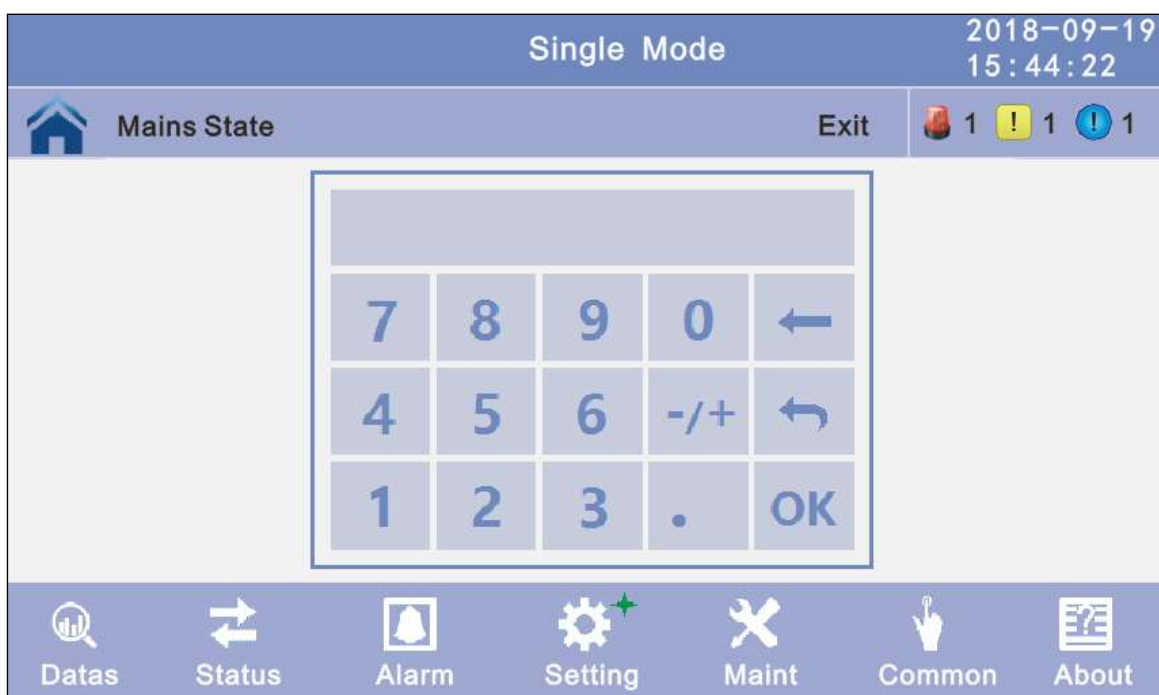 Single Mode
2018-09-19
15:44:22
Mains State
Exit
1
! 1
! 1
7 8 9 0 ←
4 5 6 -/+
1 2 3 . OK
Datas Status Alarm Setting Maint Common About